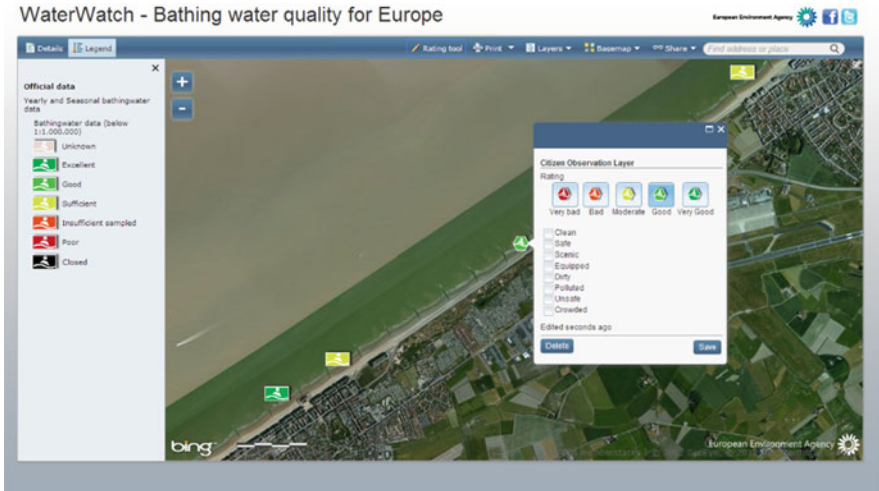 WaterWatch - Bathing water quality for Europe
European Environment Agency
Details Legend Rating tool Print Layers Basemap Share Find address or place
Official data
Yearly and Seasonal bathingwater
data
Bathingwater data (below
1:1.000.000)
Unknown
Excellent
Good
Sufficient
Insufficient sampled
Poor
Closed
Citizen Observation Layer
Rating
Very bad Bad Moderate Good Very Good
Clean
Safe
Scenic
Equipped
Dirty
Polluted
Unsafe
Crowded
Edited seconds ago
Delete Save
bing
European Environment Agency